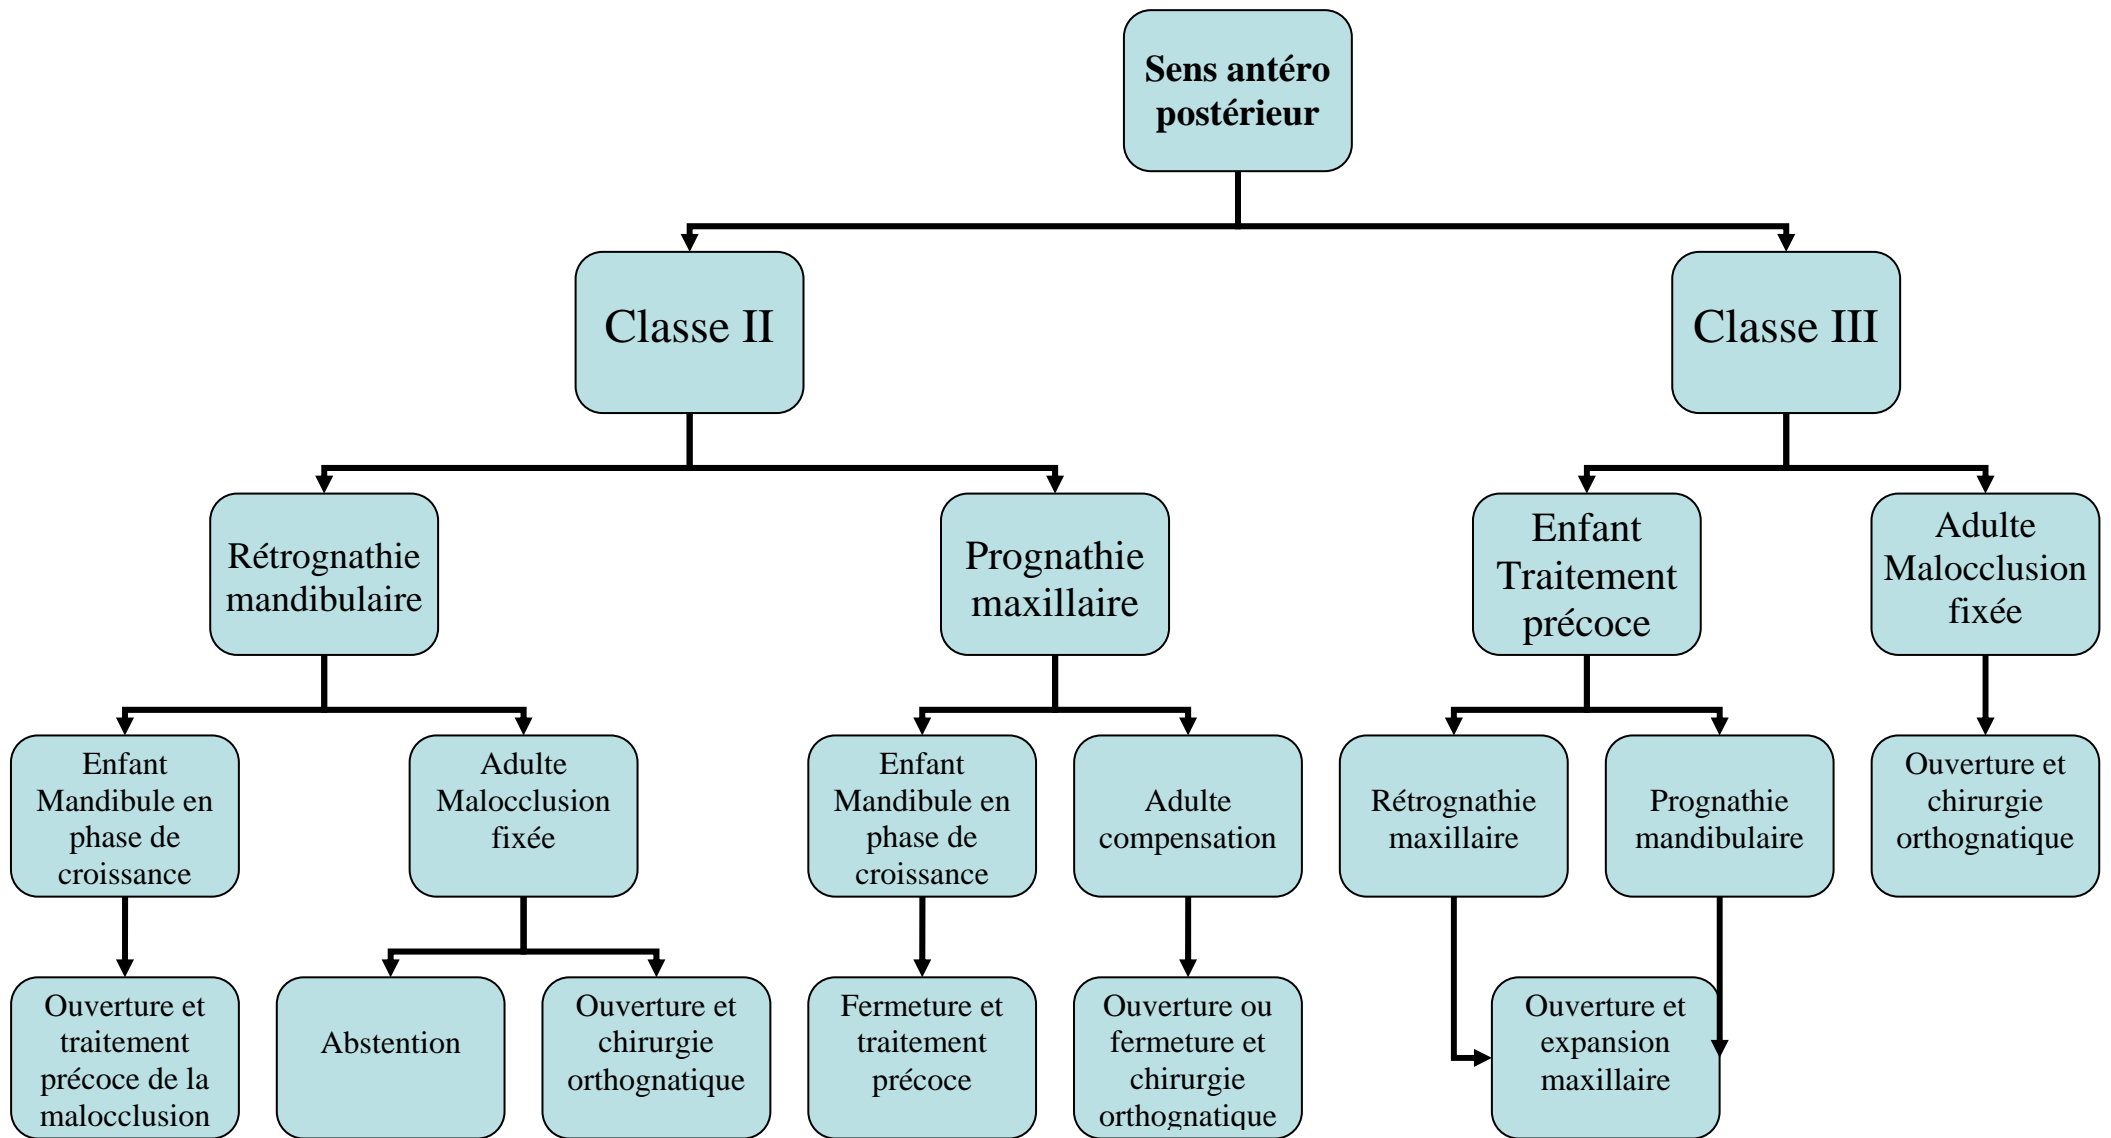 Sens antéro
postérieur
Classe II
Classe III
Rétrognathie
mandibulaire
Prognathie
maxillaire
Enfant
Traitement
précoce
Adulte
Malocclusion
fixée
Enfant
Mandibule en
phase de
croissance
Adulte
Malocclusion
fixée
Enfant
Mandibule en
phase de
croissance
Adulte
compensation
Rétrognathie
maxillaire
Prognathie
mandibulaire
Ouverture et
chirurgie
orthognatique
Ouverture et
traitement
précoce de la
malocclusion
Abstention
Ouverture et
chirurgie
orthognatique
Fermeture et
traitement
précoce
Ouverture ou
fermeture et
chirurgie
orthognatique
Ouverture et
expansion
maxillaire